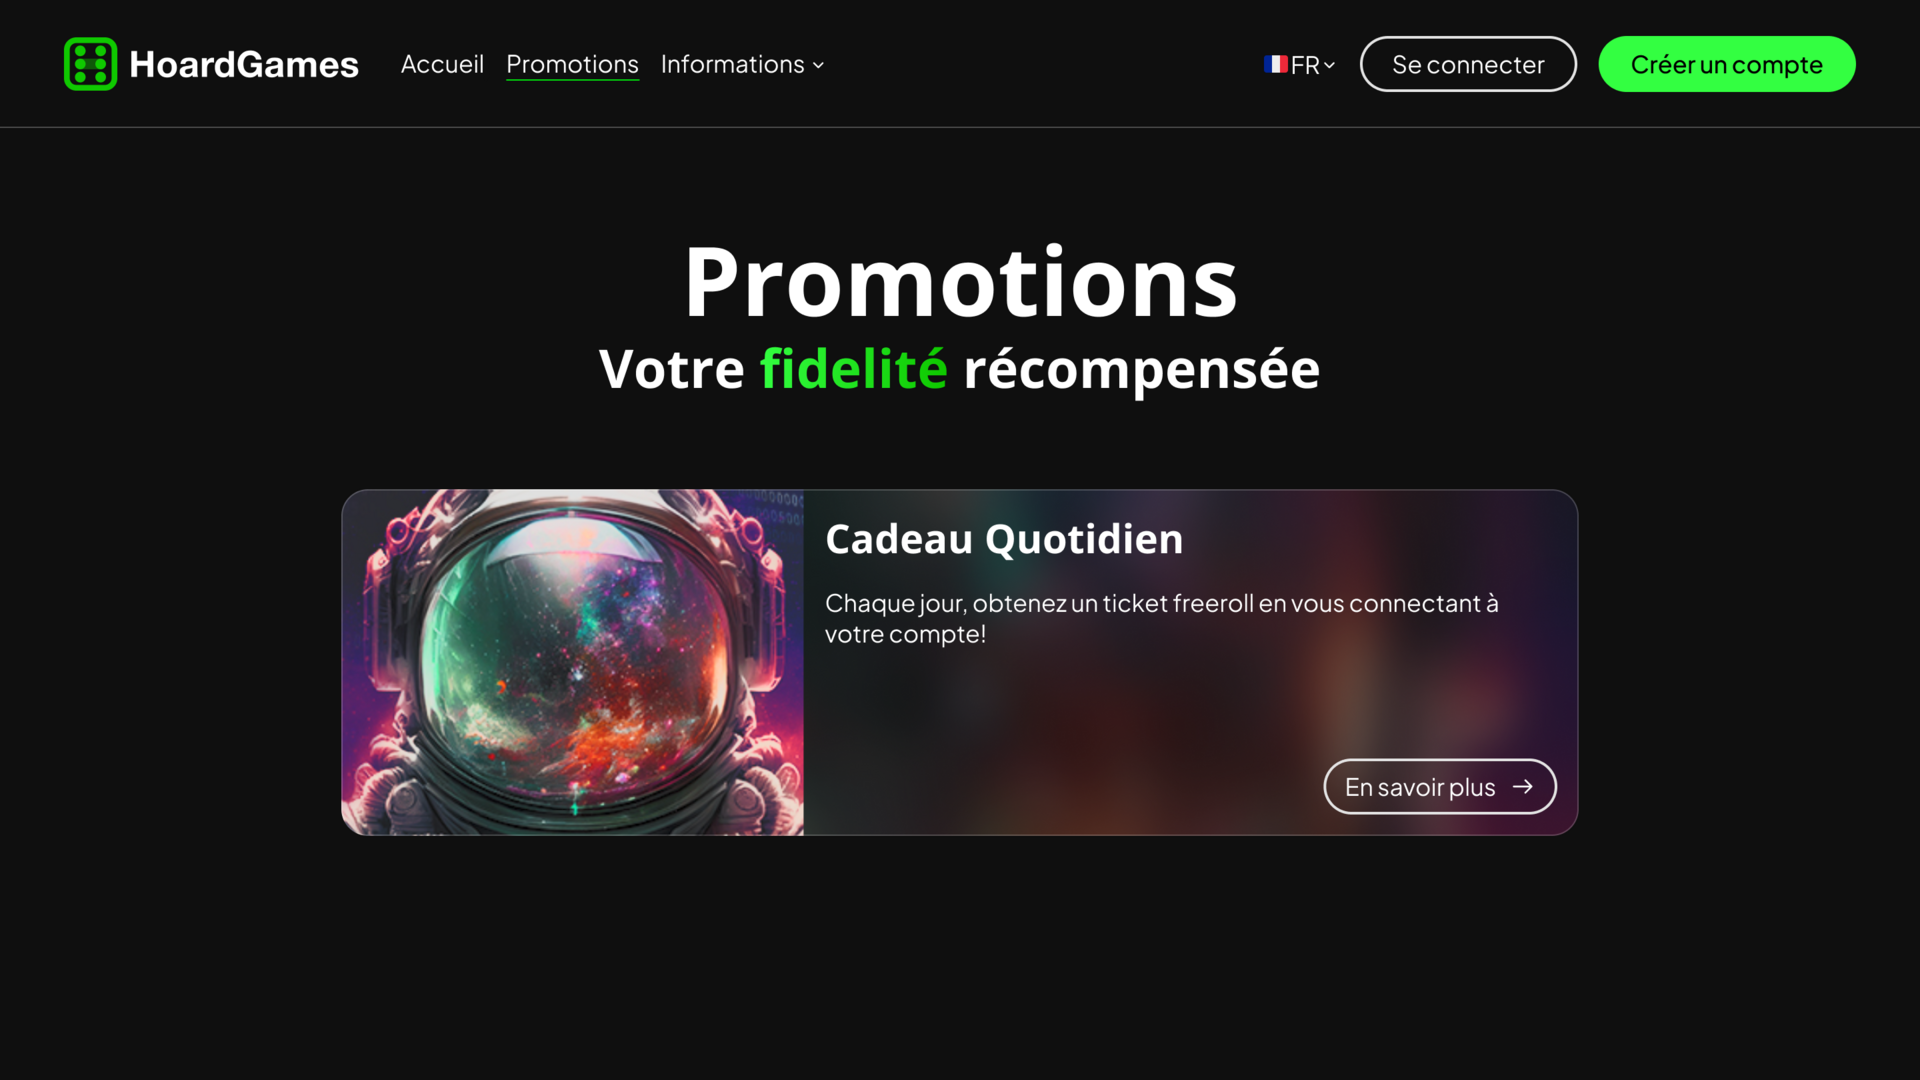 HoardGames
Accueil
Promotions
Informations
FR
Se connecter
Créer un compte
Promotions
Votre fidelité récompensée
Cadeau Quotidien
Chaque jour, obtenez un ticket freeroll en vous connectant à
votre compte!
En savoir plus